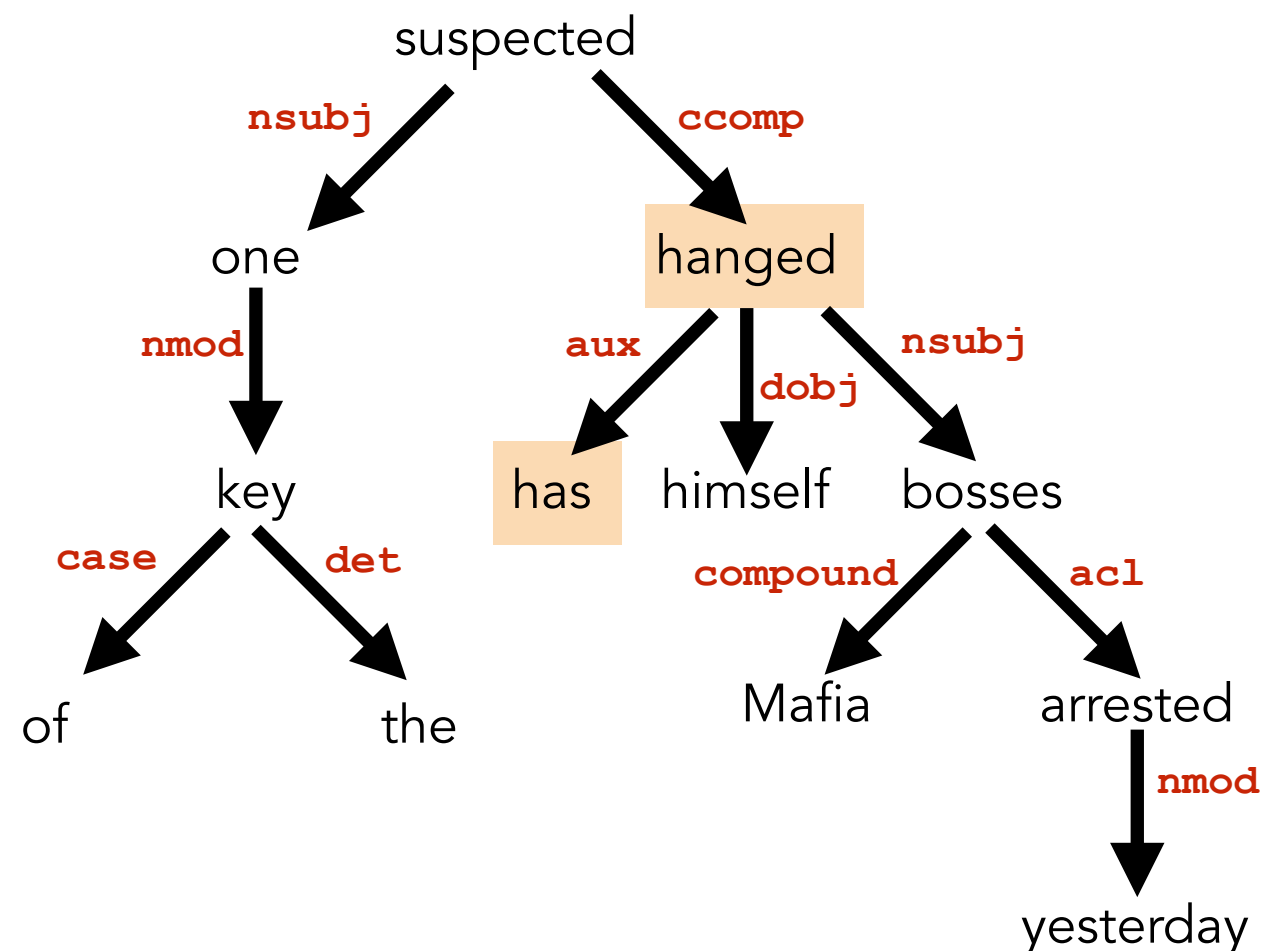 suspected
nsubj ccomp
one hanged
nmod aux dobj nsubj
key has himself bosses
case det compound acl
of the Mafia arrested
nmod
yesterday